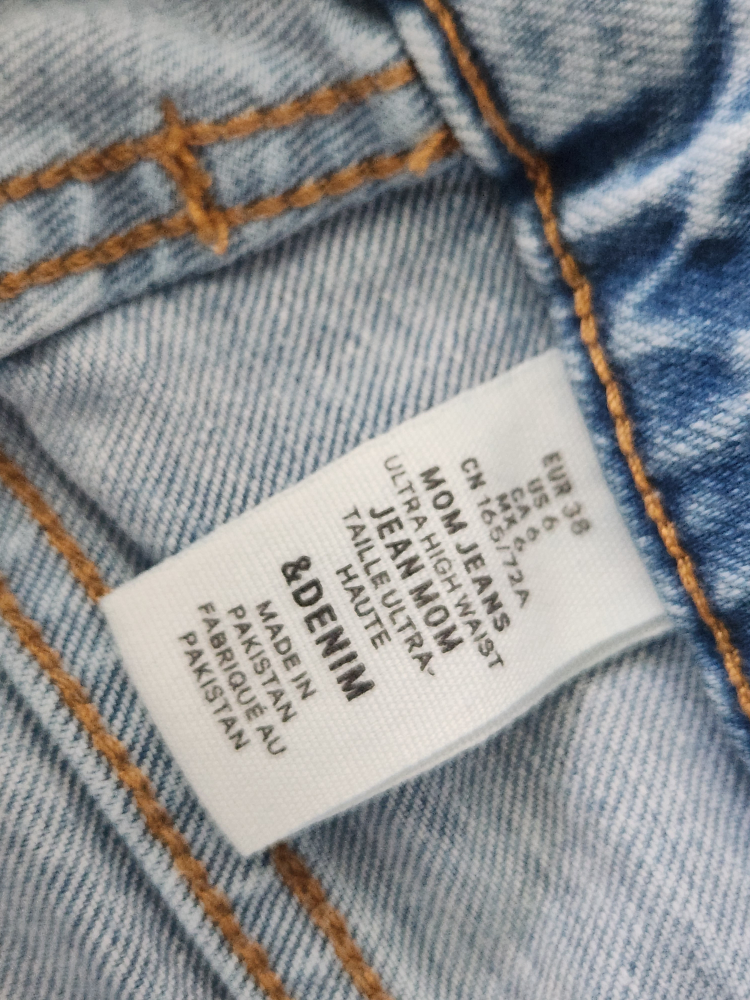 EUR 38
US 6
CA 6
MX 6
CN 165/72A
MOM JEANS
ULTRA HIGH WAIST
JEAN MOM
TAILLE ULTRA-
HAUTE
&DENIM
MADE IN
PAKISTAN
FABRIQUÉ AU
PAKISTAN